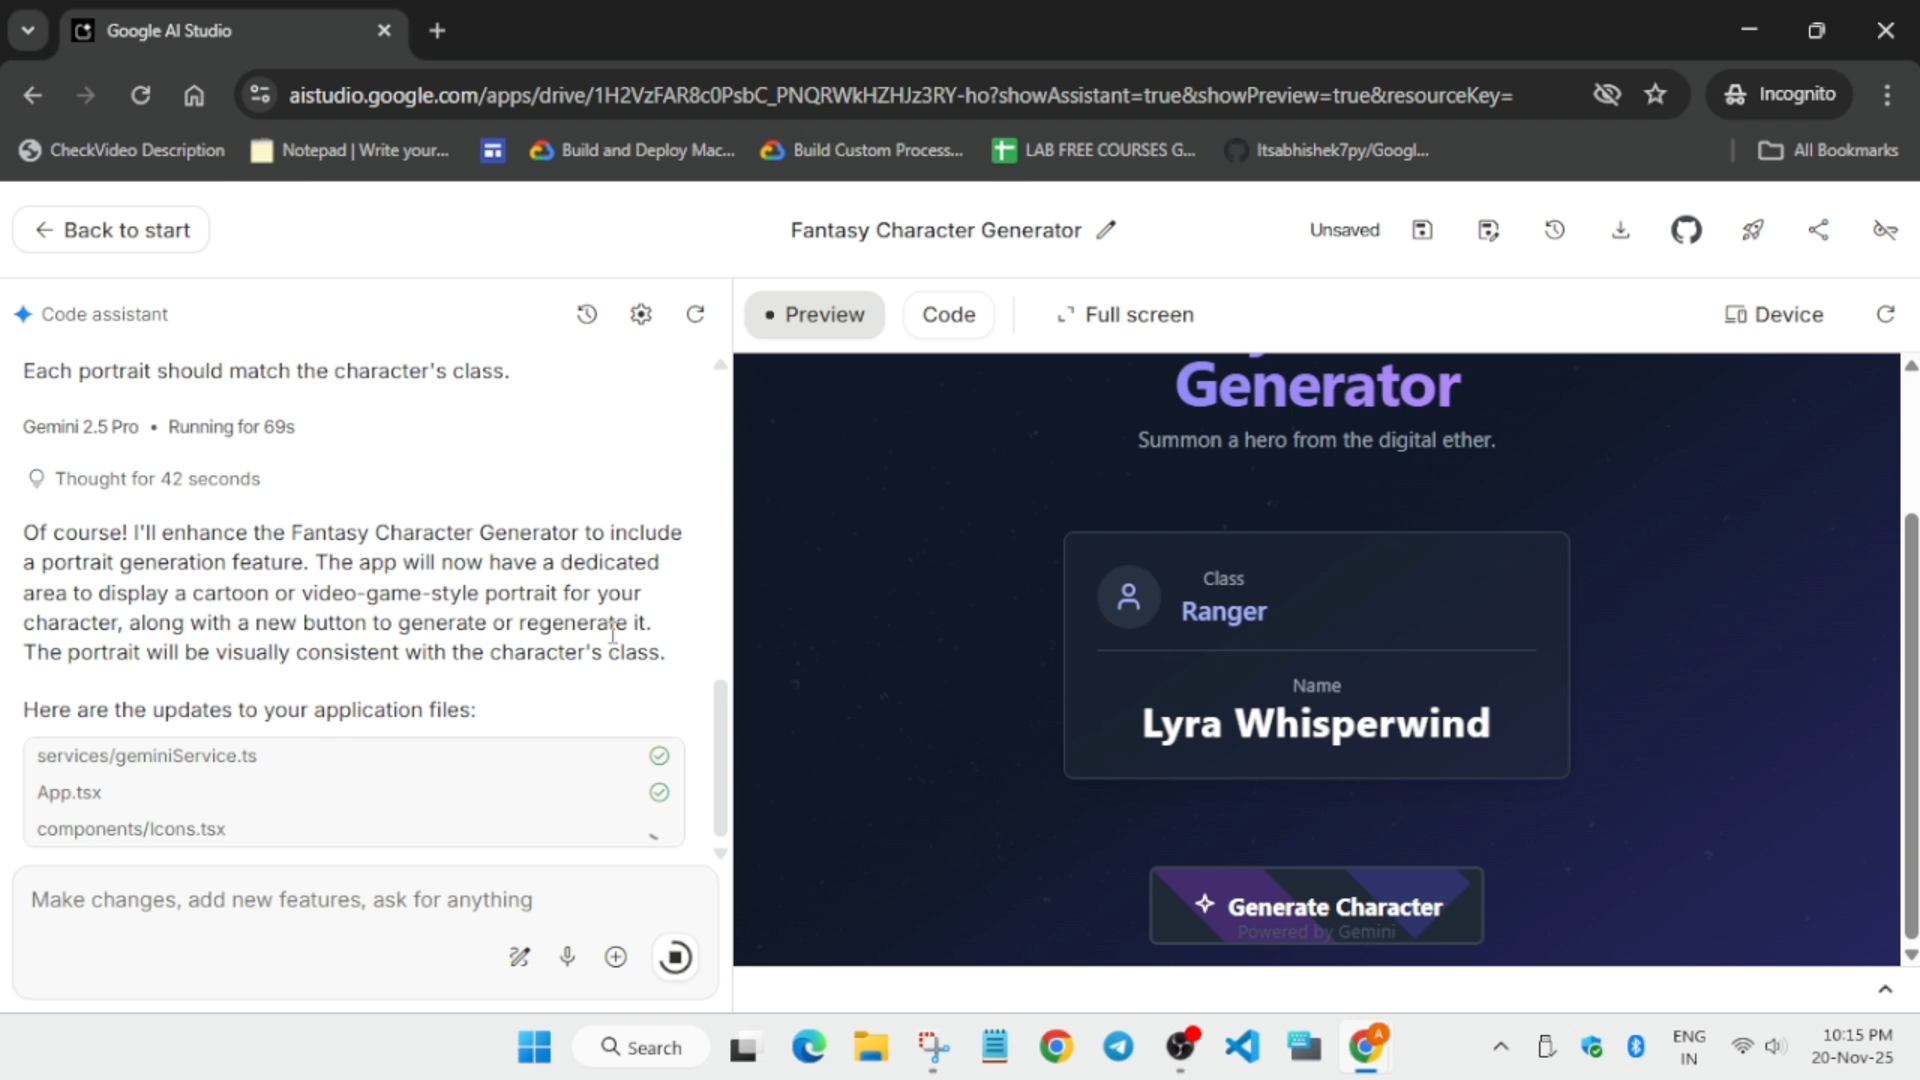 Google AI Studio
aistudio.google.com/apps/drive/1H2VzFAR8c0PsbC_PNQRWkHZHJz3RY-ho?showAssistant=true&showPreview=true&resourceKey=
Incognito
CheckVideo Description
Notepad | Write your...
Build and Deploy Mac...
Build Custom Process...
LAB FREE COURSES G...
Itsabhishek7py/Googl...
All Bookmarks
Back to start
Fantasy Character Generator
Unsaved
Code assistant
Preview
Code
Full screen
Device
Each portrait should match the character's class.
Gemini 2.5 Pro • Running for 69s
Thought for 42 seconds
Of course! I'll enhance the Fantasy Character Generator to include
a portrait generation feature. The app will now have a dedicated
area to display a cartoon or video-game-style portrait for your
character, along with a new button to generate or regenerate it.
The portrait will be visually consistent with the character's class.
Here are the updates to your application files:
services/geminiService.ts
App.tsx
components/Icons.tsx
Make changes, add new features, ask for anything
Generator
Summon a hero from the digital ether.
Class
Ranger
Name
Lyra Whisperwind
Generate Character
Powered by Gemini
Search
A
ENG
IN
10:15 PM
20-Nov-25